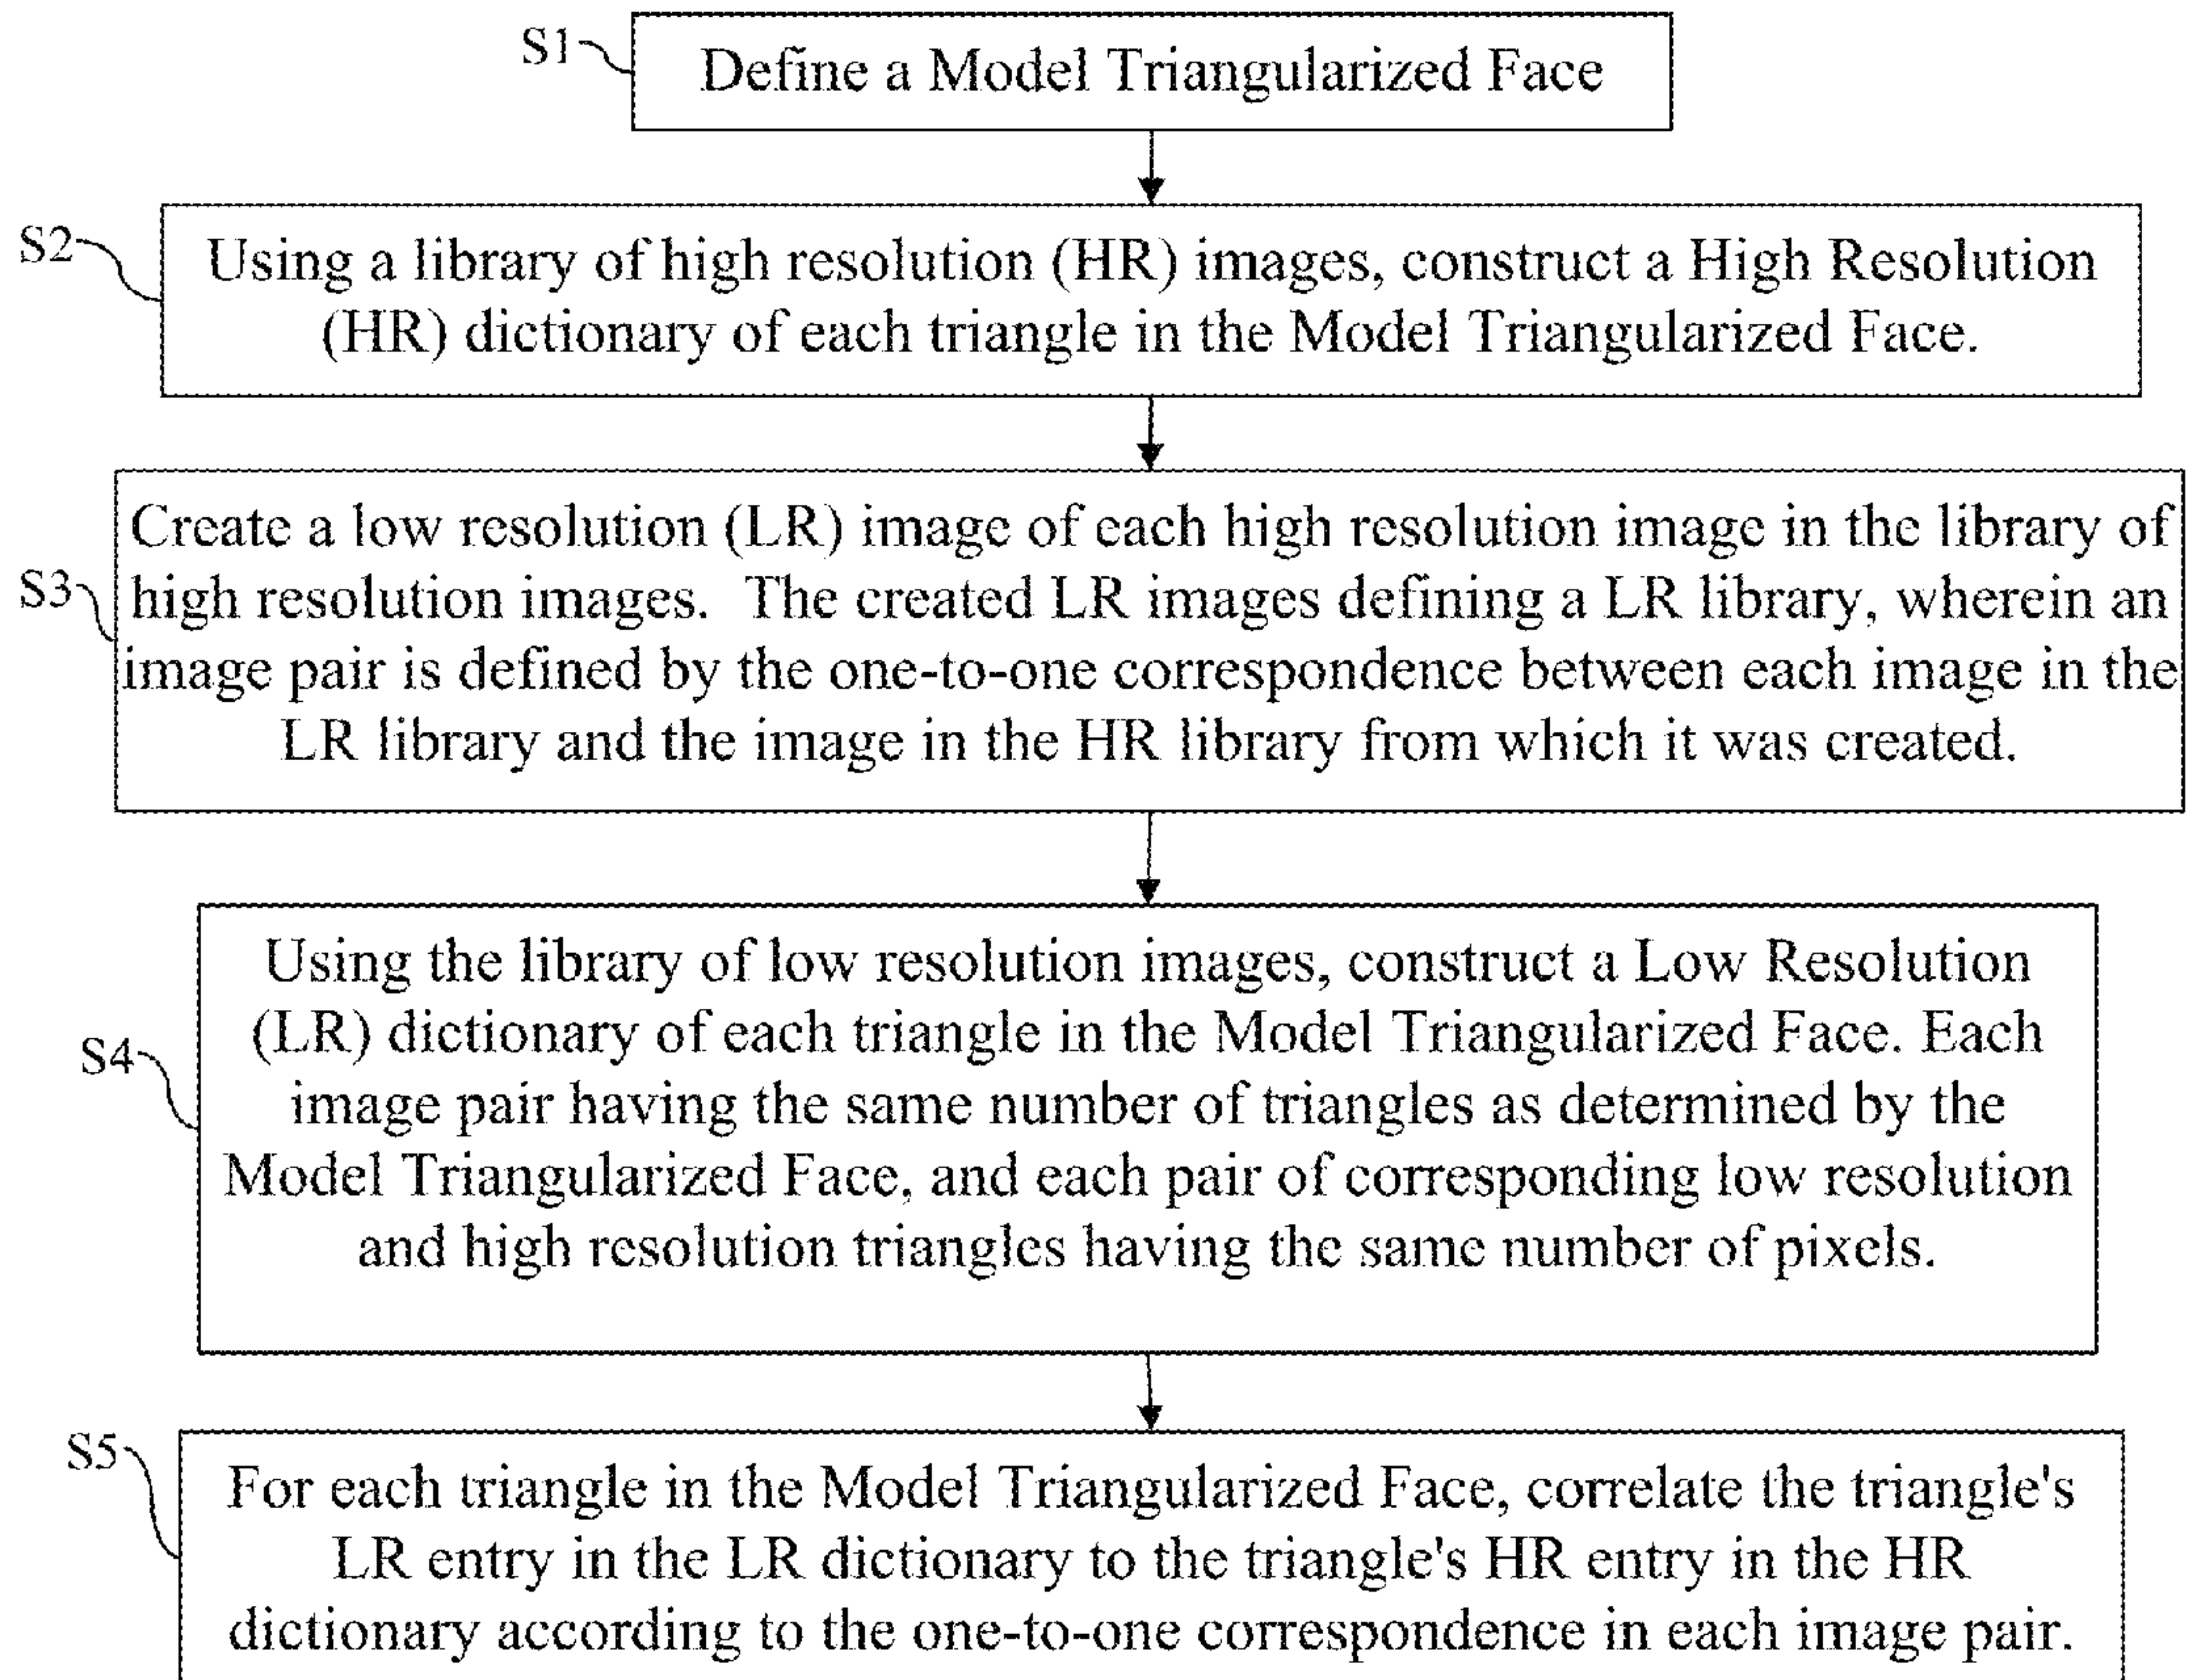 S1
Define a Model Triangularized Face
S2
Using a library of high resolution (HR) images, construct a High Resolution
(HR) dictionary of each triangle in the Model Triangularized Face.
S3
Create a low resolution (LR) image of each high resolution image in the library of
high resolution images. The created LR images defining a LR library, wherein an
image pair is defined by the one-to-one correspondence between each image in the
LR library and the image in the HR library from which it was created.
S4
Using the library of low resolution images, construct a Low Resolution
(LR) dictionary of each triangle in the Model Triangularized Face. Each
image pair having the same number of triangles as determined by the
Model Triangularized Face, and each pair of corresponding low resolution
and high resolution triangles having the same number of pixels.
S5
For each triangle in the Model Triangularized Face, correlate the triangle's
LR entry in the LR dictionary to the triangle's HR entry in the HR
dictionary according to the one-to-one correspondence in each image pair.